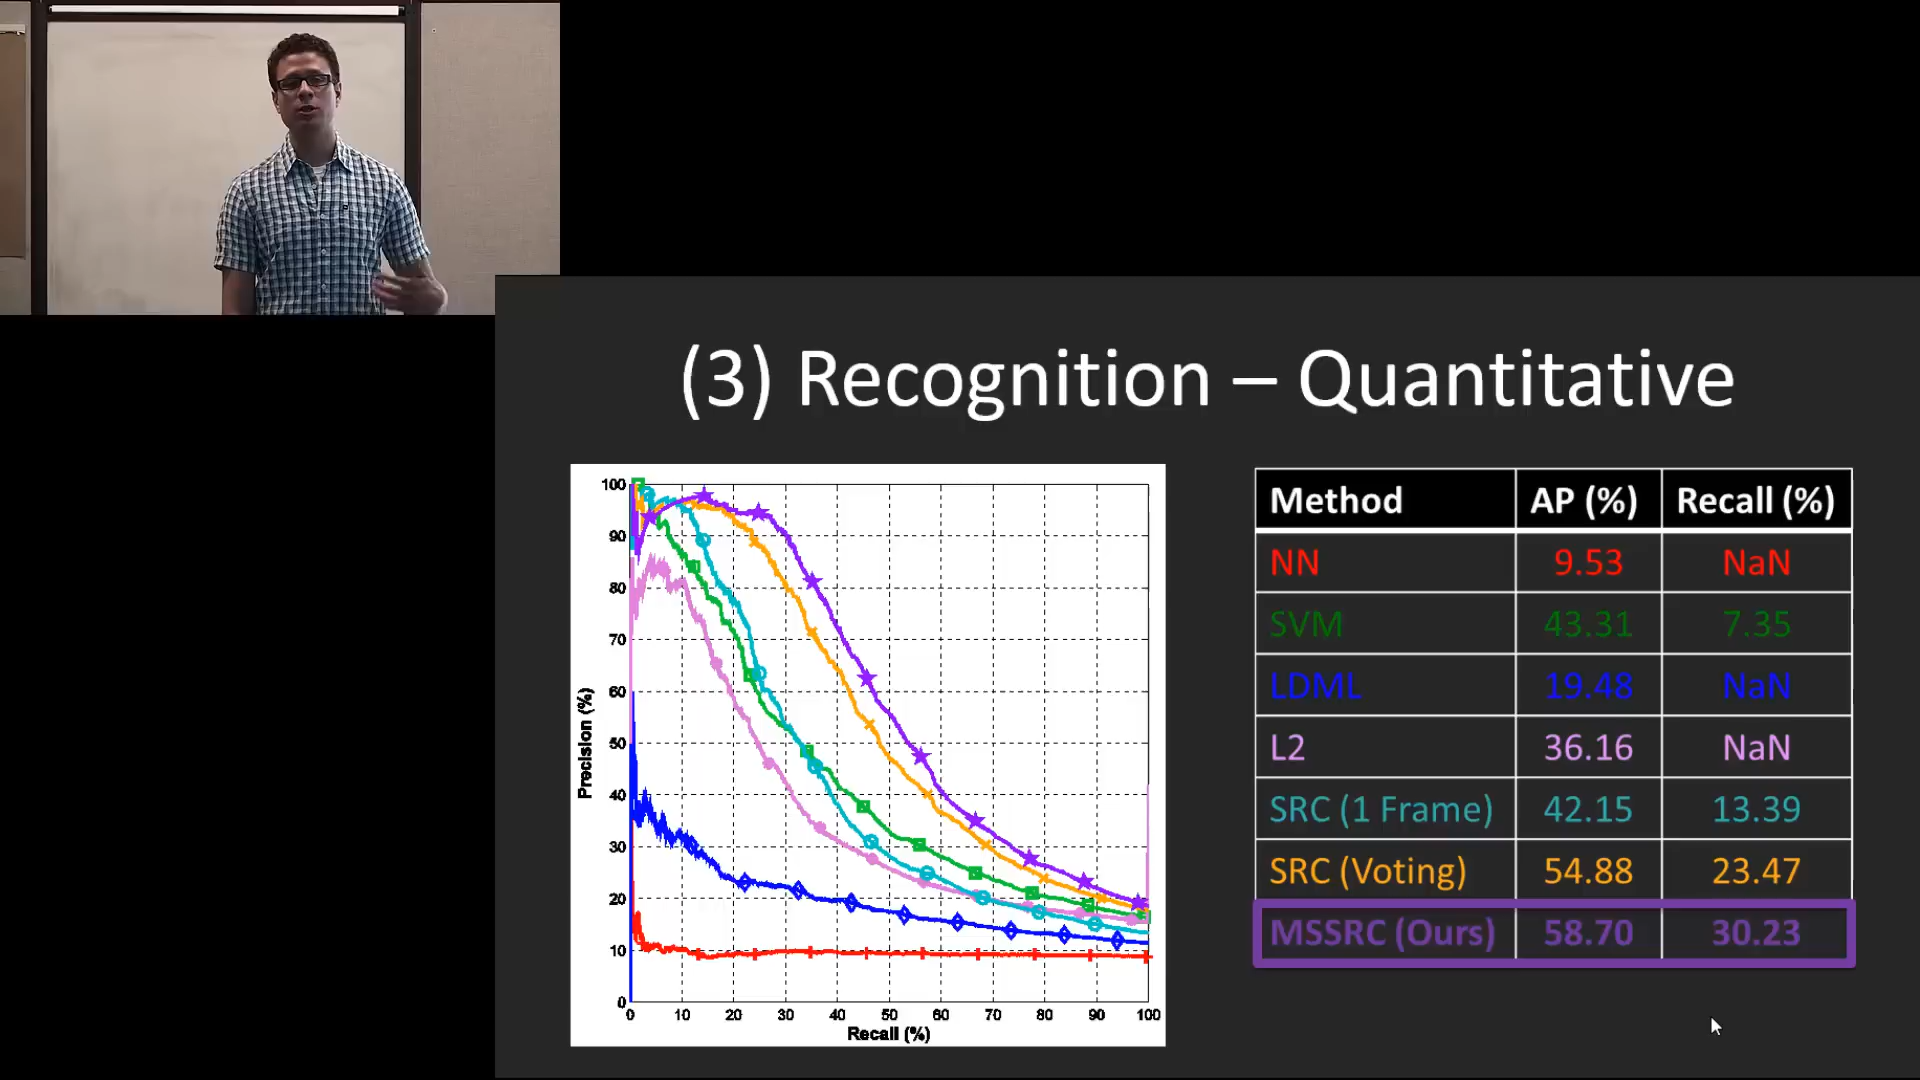 (3) Recognition – Quantitative
100
90
80
70
60
50
40
30
20
10
0
Precision (%)
0 10 20 30 40 50 60 70 80 90 100
Recall (%)
Method AP (%) Recall (%)
NN 9.53 NaN
SVM 43.31 7.35
LDML 19.48 NaN
L2 36.16 NaN
SRC (1 Frame) 42.15 13.39
SRC (Voting) 54.88 23.47
MSSRC (Ours) 58.70 30.23